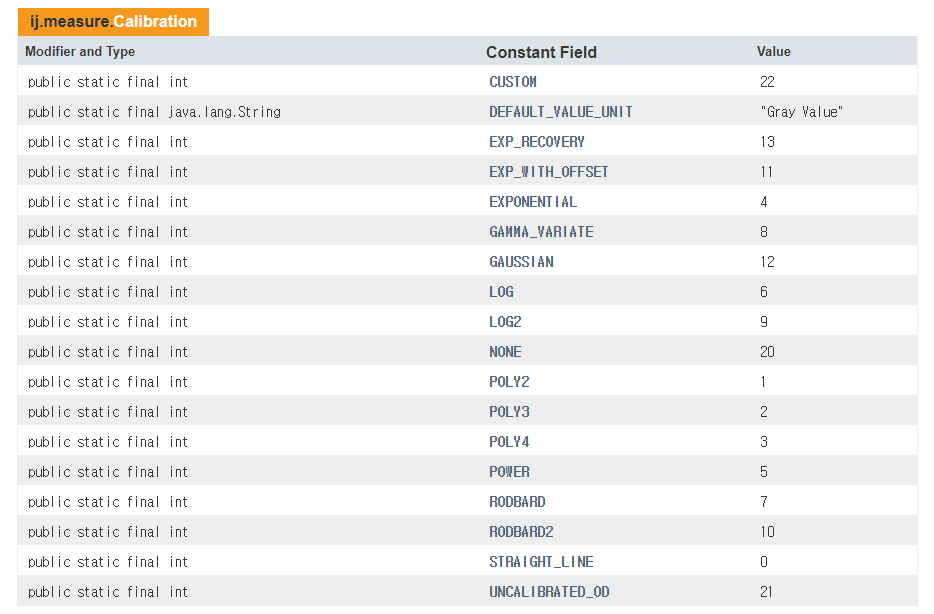 ij.measure.Calibration
Modifier and Type Constant Field Value
public static final int CUSTOM 22
public static final java.lang.String DEFAULT_VALUE_UNIT "Gray Value"
public static final int EXP_RECOVERY 13
public static final int EXP_WITH_OFFSET 11
public static final int EXPONENTIAL 4
public static final int GAMMA_VARIATE 8
public static final int GAUSSIAN 12
public static final int LOG 6
public static final int LOG2 9
public static final int NONE 20
public static final int POLY2 1
public static final int POLY3 2
public static final int POLY4 3
public static final int POWER 5
public static final int RODBARD 7
public static final int RODBARD2 10
public static final int STRAIGHT_LINE 0
public static final int UNCALIBRATED_OD 21